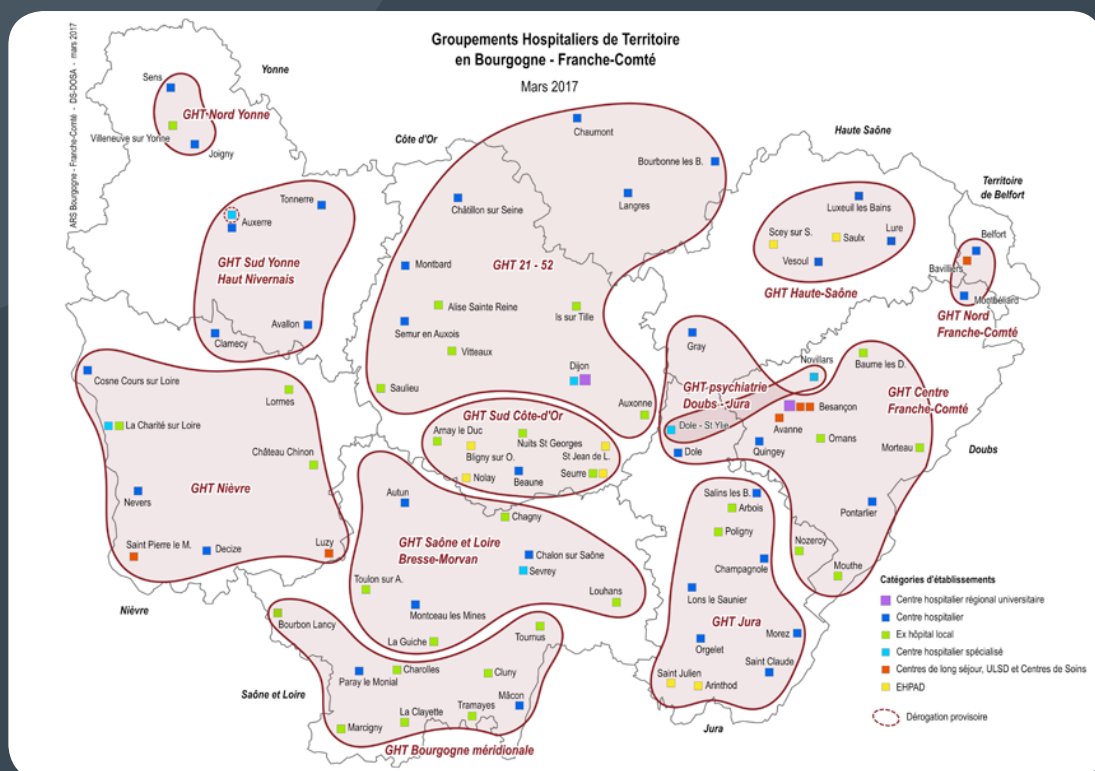 Groupements Hospitaliers de Territoire
en Bourgogne - Franche-Comté
Mars 2017
ARS Bourgogne - Franche-Comté - DS-DOSA - mars 2017
Yonne
Sens
GHT Nord Yonne
Villeneuve sur Yonne
Joigny
Côte d'Or
Chaumont
Bourbonne les B.
Langres
Châtillon sur Seine
GHT 21 - 52
Montbard
Alise Sainte Reine
Is sur Tille
Semur en Auxois
Vitteaux
Dijon
Saulieu
Auxonne
Haute Saône
Luxeuil les Bains
Scey sur S.
Saulx
Lure
Vesoul
GHT Haute-Saône
Territoire
de Belfort
Belfort
Bavilliers
Montbéliard
GHT Nord
Franche-Comté
Tonnerre
Auxerre
GHT Sud Yonne
Haut Nivernais
Avallon
Clamecy
Cosne Cours sur Loire
Lormes
La Charité sur Loire
Château Chinon
GHT Nièvre
Nevers
Saint Pierre le M.
Decize
Luzy
Nièvre
GHT Sud Côte-d'Or
Arnay le Duc
Nuits St Georges
Bligny sur O.
St Jean de L.
Nolay
Beaune
Seurre
Gray
Novillars
GHT psychiatrie
Doubs - Jura
Dole - St Ylie
Dole
Baume les D.
GHT Centre
Franche-Comté
Besançon
Avanne
Ornans
Quingey
Morteau
Doubs
Pontarlier
Nozeroy
Mouthe
Autun
Chagny
GHT Saône et Loire
Bresse-Morvan
Chalon sur Saône
Sevrey
Toulon sur A.
Louhans
Montceau les Mines
La Guiche
Bourbon Lancy
Tournus
Charolles
Cluny
Paray le Monial
Mâcon
Tramayes
La Clayette
Marcigny
Saône et Loire
GHT Bourgogne méridionale
Salins les B.
Arbois
Poligny
Champagnole
Lons le Saunier
GHT Jura
Morez
Orgelet
Saint Claude
Saint Julien
Arinthod
Jura
Catégories d'établissements
Centre hospitalier régional universitaire
Centre hospitalier
Ex hôpital local
Centre hospitalier spécialisé
Centres de long séjour, ULSD et Centres de Soins
EHPAD
Dérogation provisoire